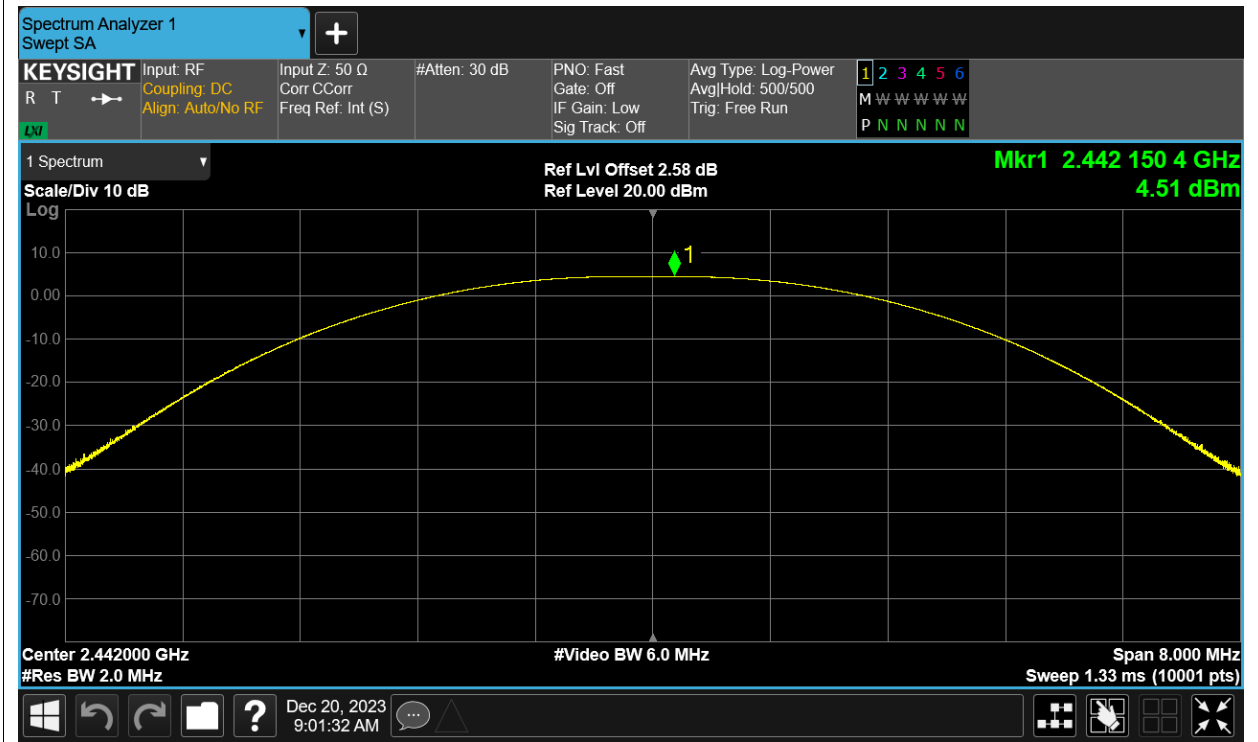 Spectrum Analyzer 1
Swept SA
KEYSIGHT
R T
LXI
Input: RF
Coupling: DC
Align: Auto/No RF
Input Z: 50 Ω
Corr CCorr
Freq Ref: Int (S)
#Atten: 30 dB
PNO: Fast
Gate: Off
IF Gain: Low
Sig Track: Off
Avg Type: Log-Power
Avg|Hold: 500/500
Trig: Free Run
1 2 3 4 5 6
M W W W W W W
P N N N N N N
1 Spectrum
Scale/Div 10 dB
Log
Ref Lvl Offset 2.58 dB
Ref Level 20.00 dBm
Mkr1 2.442 150 4 GHz
4.51 dBm
1
10.0
0.00
-10.0
-20.0
-30.0
-40.0
-50.0
-60.0
-70.0
Center 2.442000 GHz
#Res BW 2.0 MHz
#Video BW 6.0 MHz
Span 8.000 MHz
Sweep 1.33 ms (10001 pts)
?
Dec 20, 2023
9:01:32 AM